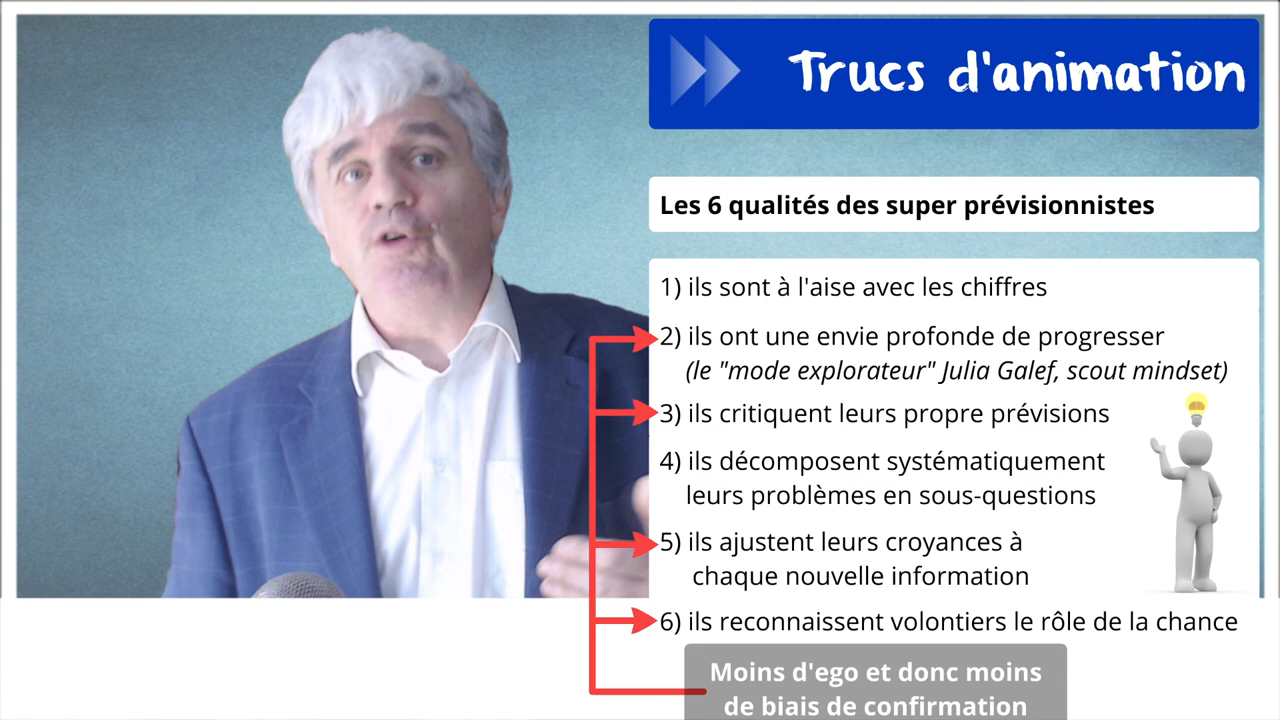 Trucs d'animation
Les 6 qualités des super prévisionnistes
1) ils sont à l'aise avec les chiffres
2) ils ont une envie profonde de progresser
(le "mode explorateur" Julia Galef, scout mindset)
3) ils critiquent leurs propre prévisions
4) ils décomposent systématiquement
leurs problèmes en sous-questions
5) ils ajustent leurs croyances à
chaque nouvelle information
6) ils reconnaissent volontiers le rôle de la chance
Moins d'ego et donc moins
de biais de confirmation